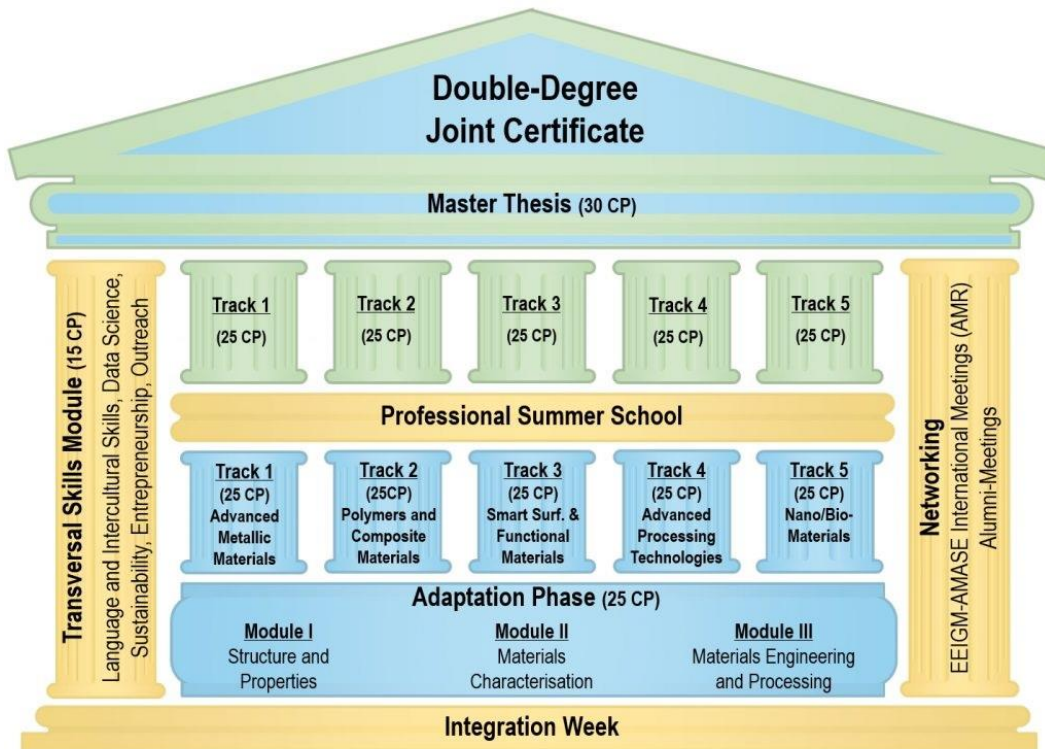 Double-Degree
Joint Certificate
Master Thesis (30 CP)
Transversal Skills Module (15 CP)
Language and Intercultural Skills, Data Science,
Sustainability, Entrepreneurship, Outreach
Track 1
(25 CP)
Track 2
(25 CP)
Track 3
(25 CP)
Track 4
(25 CP)
Track 5
(25 CP)
Professional Summer School
Track 1
(25 CP)
Advanced
Metallic
Materials
Track 2
(25CP)
Polymers and
Composite
Materials
Track 3
(25 CP)
Smart Surf. &
Functional
Materials
Track 4
(25 CP)
Advanced
Processing
Technologies
Track 5
(25 CP)
Nano/Bio-
Materials
Adaptation Phase (25 CP)
Module I
Structure and
Properties
Module II
Materials
Characterisation
Module III
Materials Engineering
and Processing
Networking
EEIGM-AMASE International Meetings (AMR)
Alumni-Meetings
Integration Week